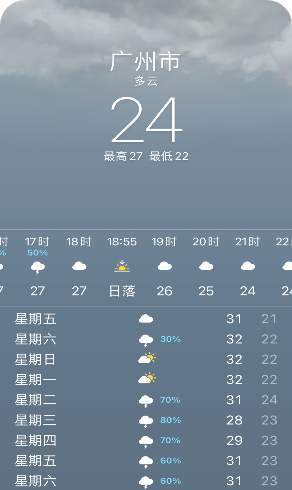 广州市
多云
24
最高 27 最低 22
时 17时 18时 18:55 19时 20时 21时 22
% 50%
7 27 27 日落 26 25 24 24
星期五 31 21
星期六 30% 32 22
星期日 32 22
星期一 32 22
星期二 70% 31 24
星期三 80% 28 23
星期四 70% 29 23
星期五 60% 31 23
星期六 60% 31 23